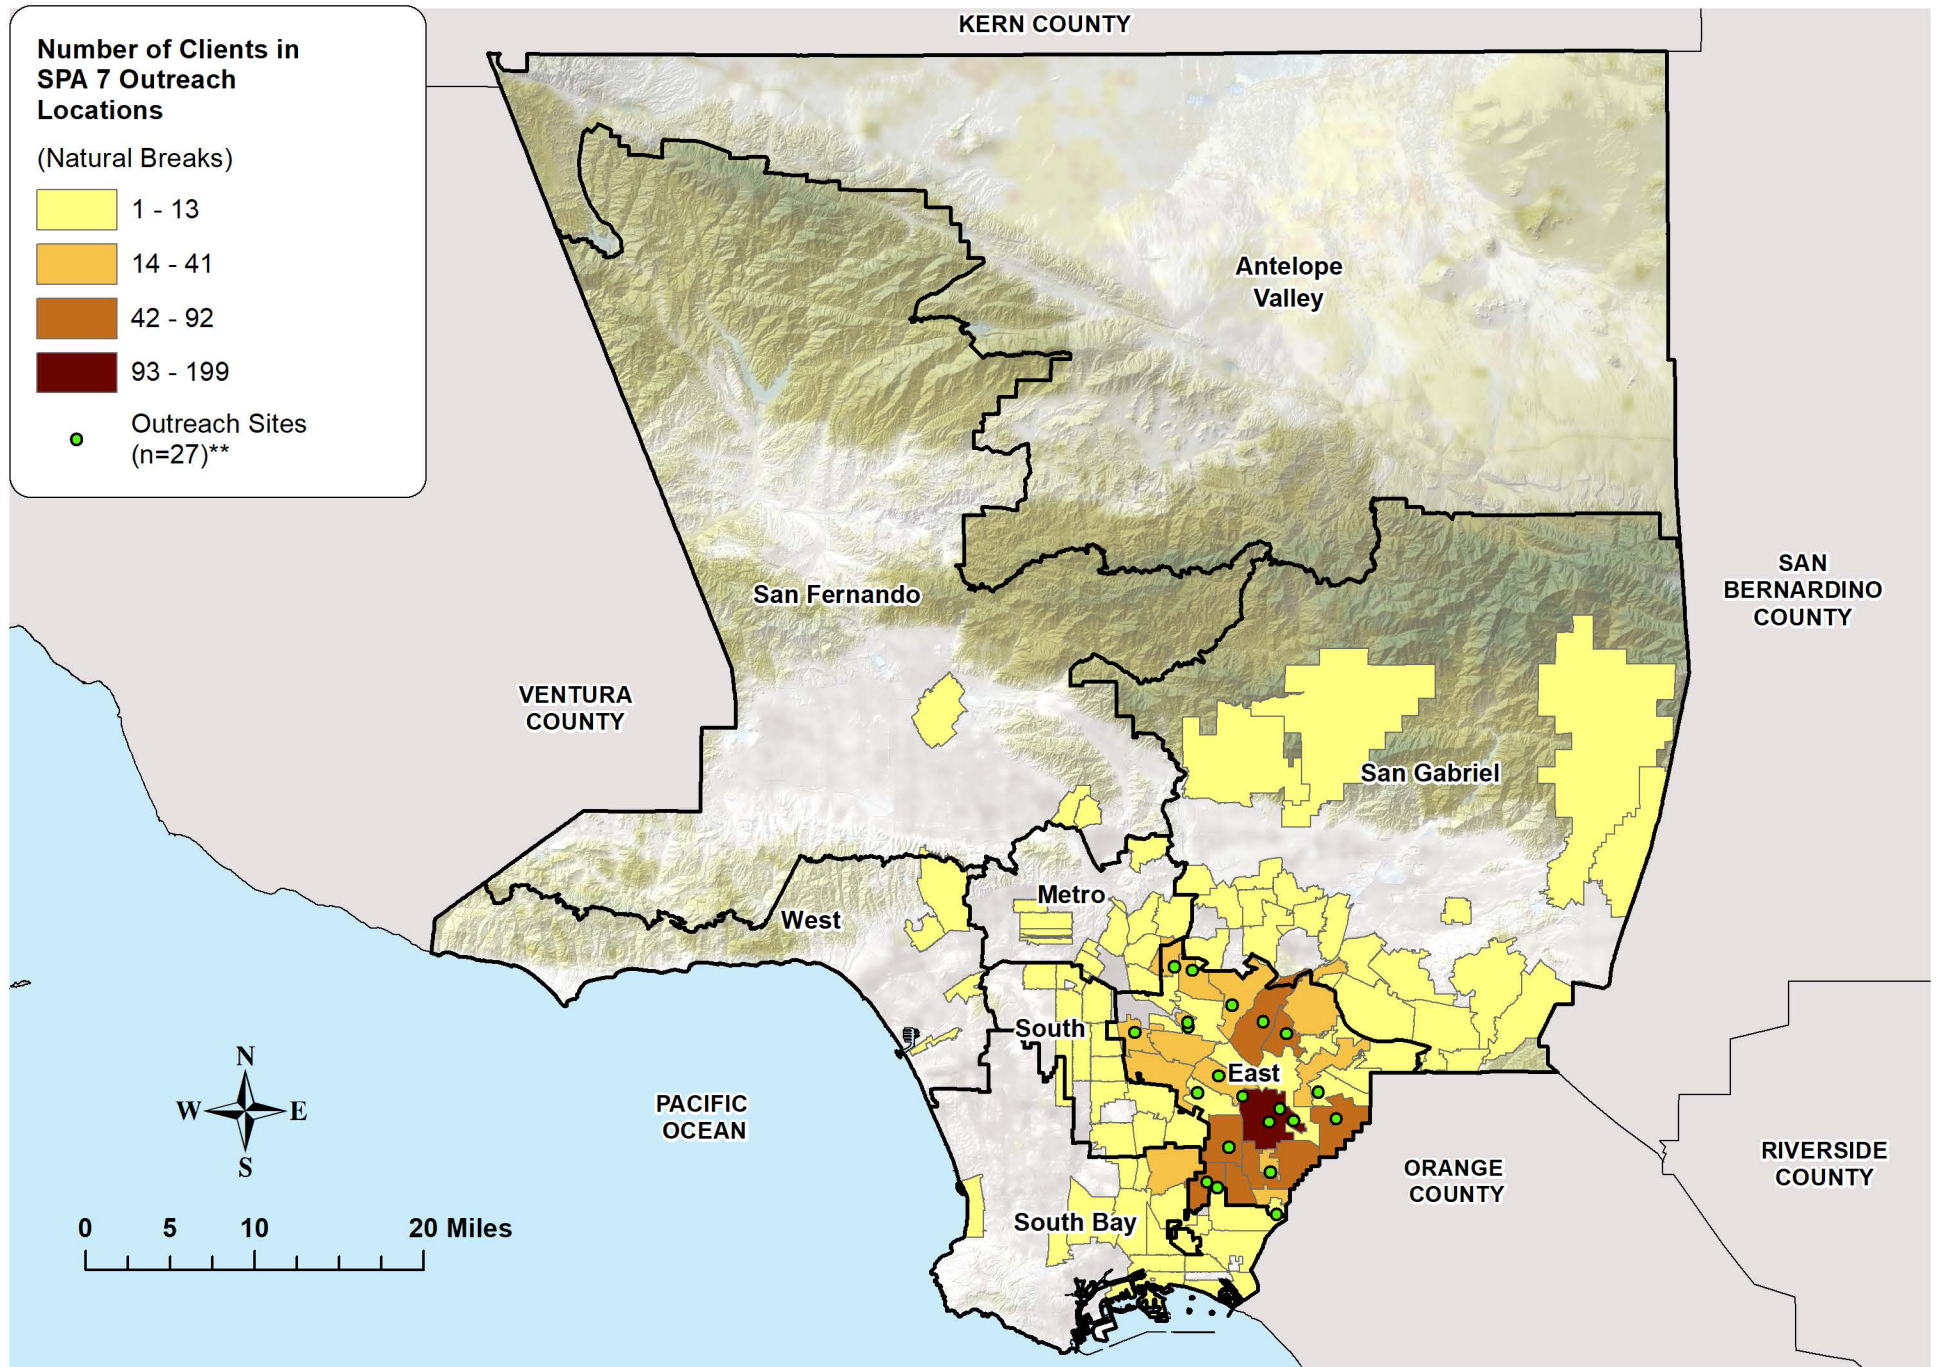 Number of Clients in
SPA 7 Outreach
Locations
(Natural Breaks)
1 - 13
14 - 41
42 - 92
93 - 199
Outreach Sites
(n=27)**
KERN COUNTY
Antelope
Valley
San Fernando
SAN
BERNARDINO
COUNTY
VENTURA
COUNTY
San Gabriel
Metro
West
South
East
PACIFIC
OCEAN
South Bay
ORANGE
COUNTY
RIVERSIDE
COUNTY
N
W E
S
0 5 10 20 Miles